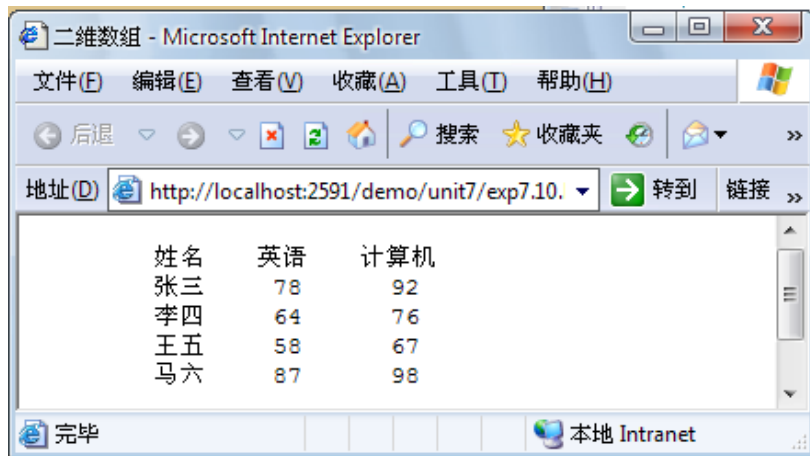 二维数组 - Microsoft Internet Explorer
文件(F) 编辑(E) 查看(V) 收藏(A) 工具(T) 帮助(H)
后退 搜索 收藏夹 »
地址(D) http://localhost:2591/demo/unit7/exp7.10. 转到 链接 »
姓名 英语 计算机
张三 78 92
李四 64 76
王五 58 67
马六 87 98
完毕 本地 Intranet